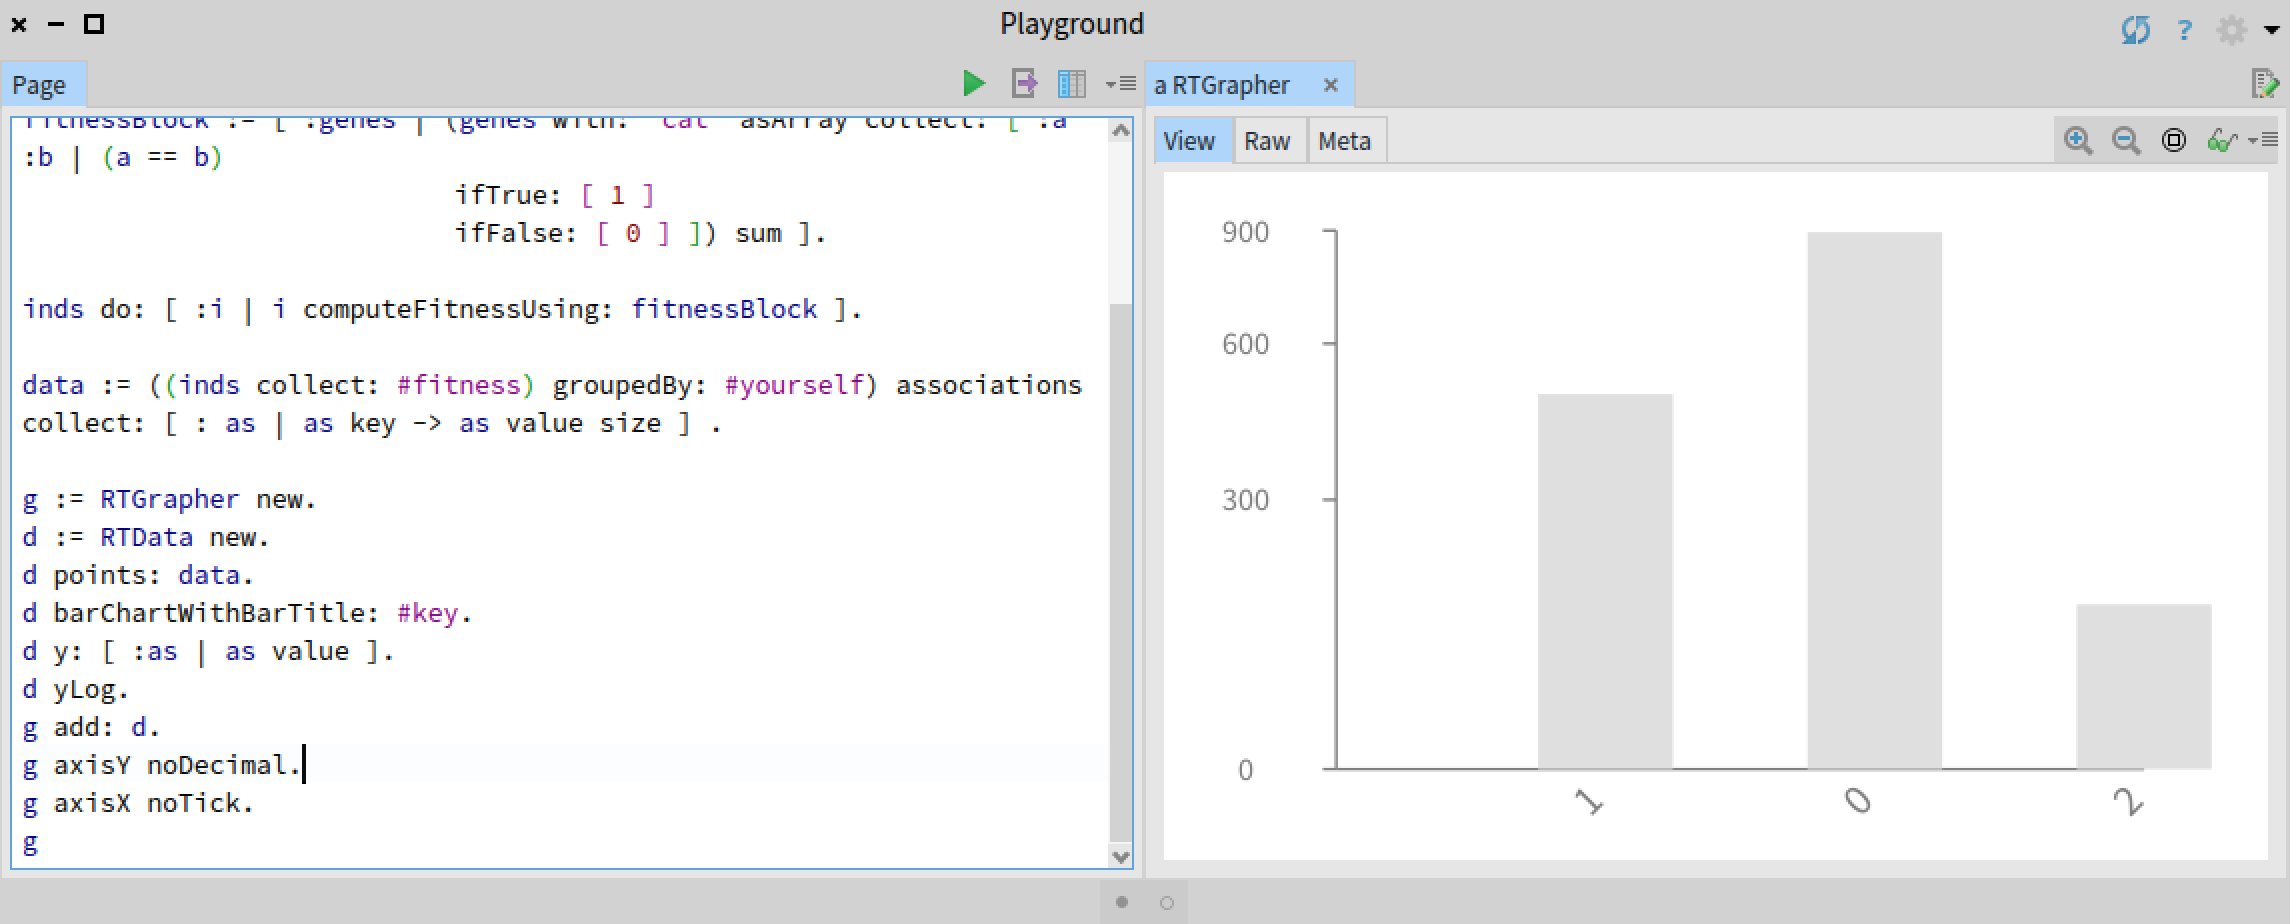 Playground
?
Page
a RTGrapher ×
fitnessBlock := [ :genes | (genes with: 'cat' asArray collect: [ :a
:b | (a == b)
ifTrue: [ 1 ]
ifFalse: [ 0 ] ]) sum ].
inds do: [ :i | i computeFitnessUsing: fitnessBlock ].
data := ((inds collect: #fitness) groupedBy: #yourself) associations
collect: [ : as | as key -> as value size ] .
g := RTGrapher new.
d := RTData new.
d points: data.
d barChartWithBarTitle: #key.
d y: [ :as | as value ].
d yLog.
g add: d.
g axisY noDecimal.
g axisX noTick.
g
View
Raw
Meta
900
600
300
0
1
0
2